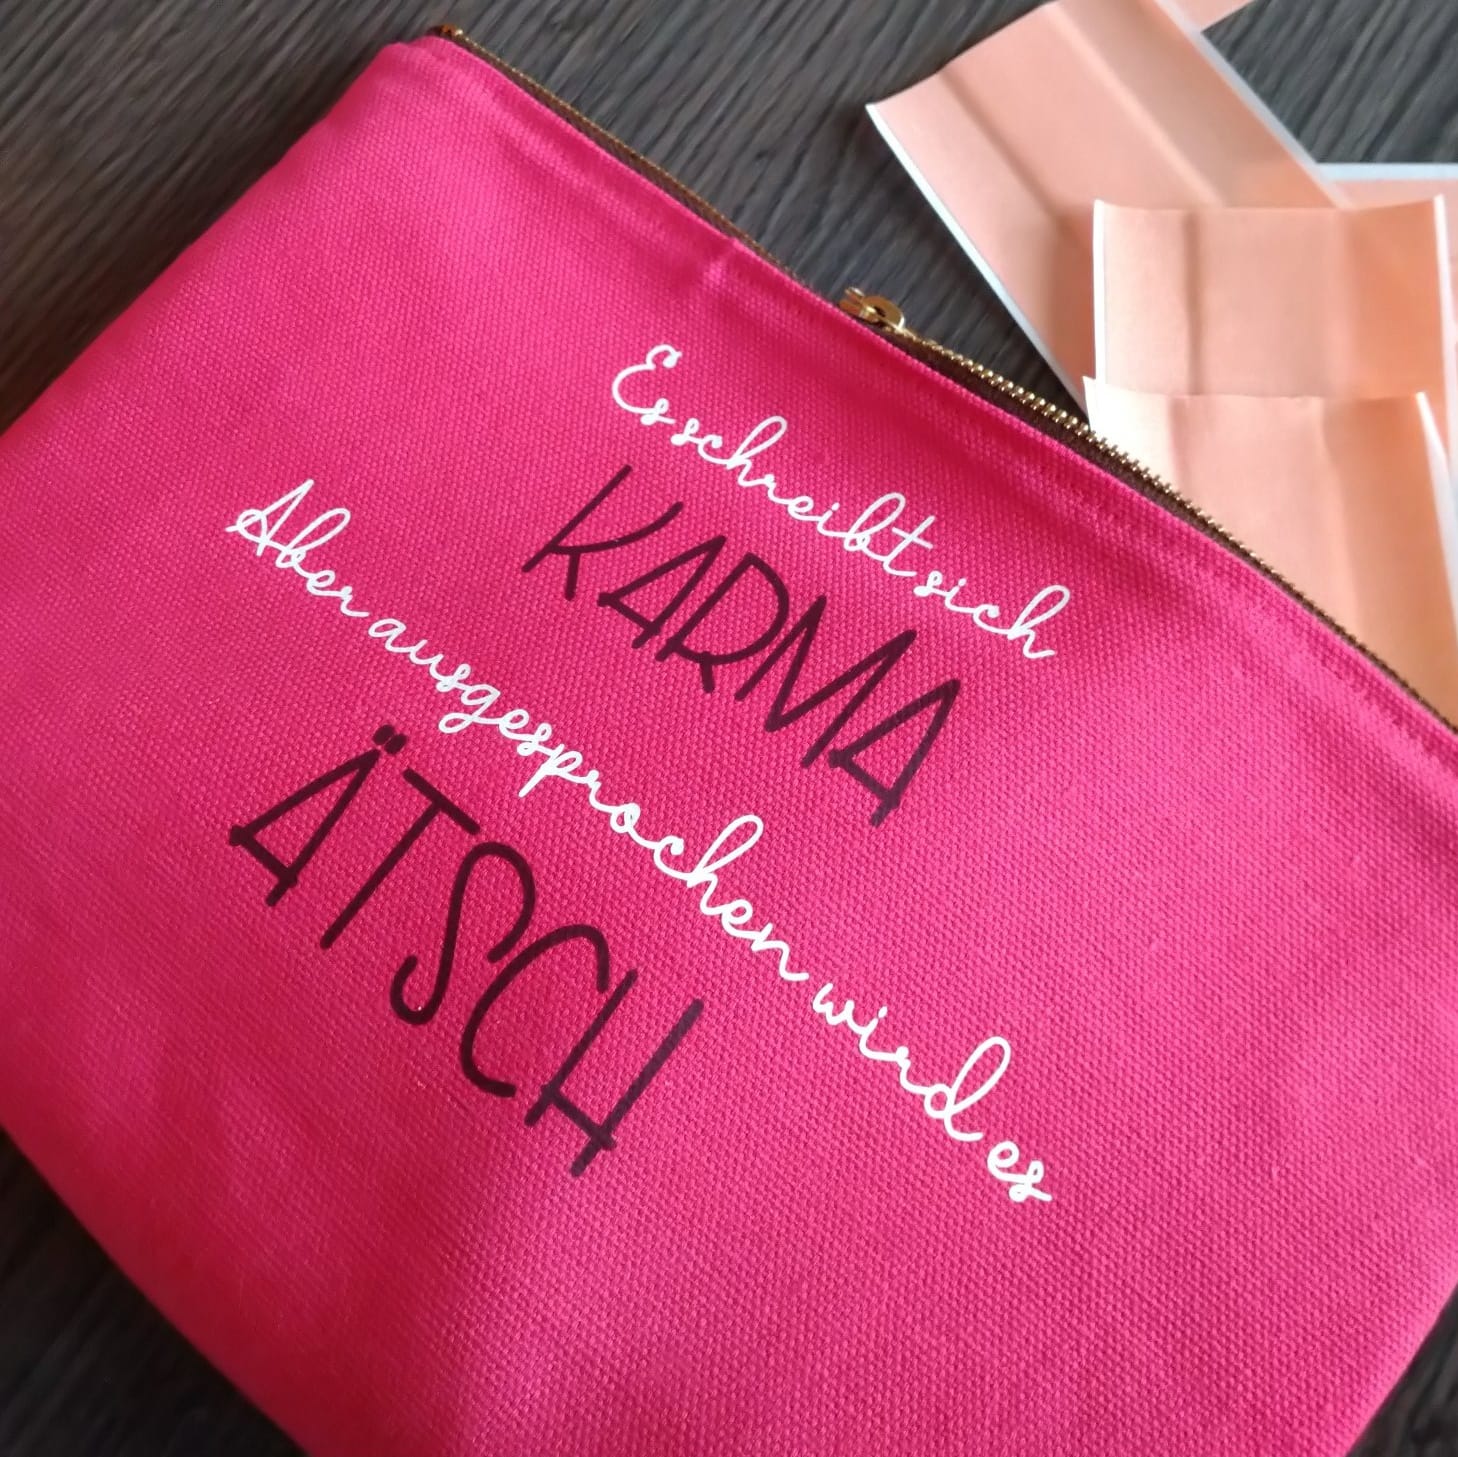 Es schreibt sich
KARMA
Aber ausgesprochen wird es
ÄTSCH